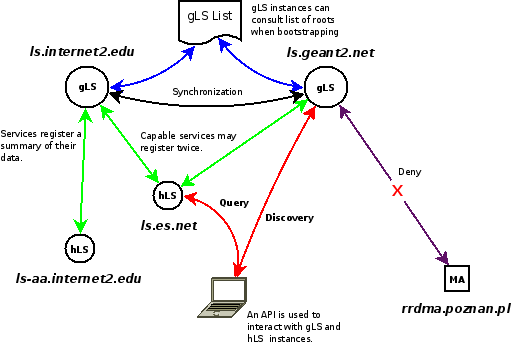 gLS List
gLS instances can
consult list of roots
when bootstrapping
ls.internet2.edu
ls.geant2.net
gLS
Synchronization
gLS
Services register a
summary of their
data.
Capable services may
register twice.
Deny
X
hLS
Query
Discovery
ls.es.net
hLS
ls-aa.internet2.edu
MA
rrdma.poznan.pl
An API is used to
interact with gLS and
hLS instances.